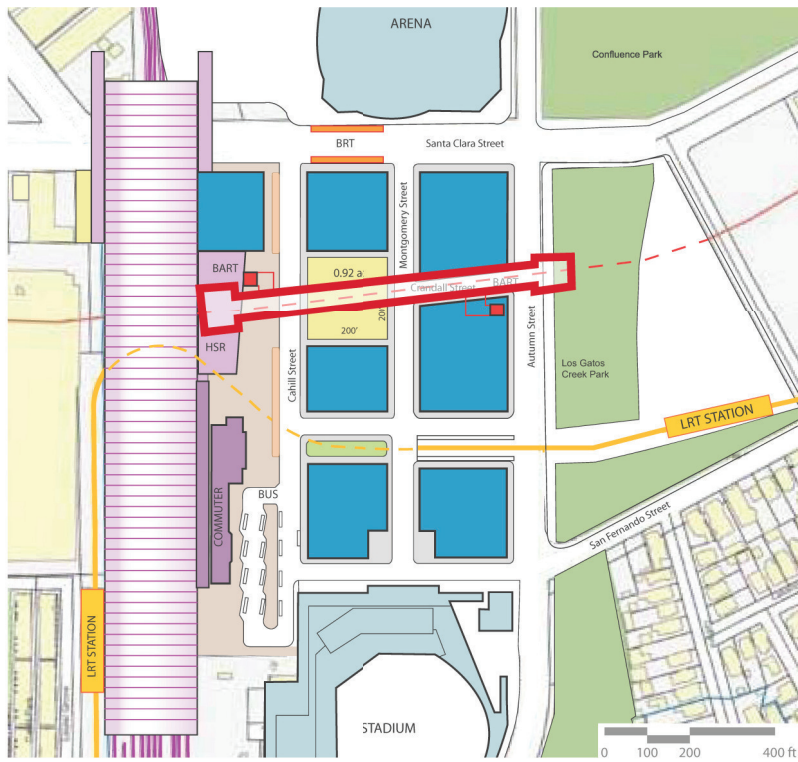 ARENA
Confluence Park
BRT
Santa Clara Street
Montgomery Street
BART
0.92 a
Crandall Street
BART
200'
200'
HSR
Cahill Street
Autumn Street
Los Gatos
Creek Park
LRT STATION
COMMUTER
BUS
San Fernando Street
LRT STATION
STADIUM
0 100 200 400 ft